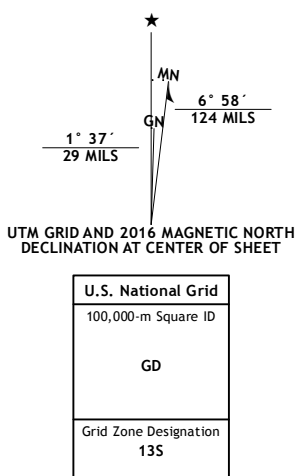 MN
GN
6° 58´
124 MILS
1° 37´
29 MILS
UTM GRID AND 2016 MAGNETIC NORTH
DECLINATION AT CENTER OF SHEET
U.S. National Grid
100,000-m Square ID
GD
Grid Zone Designation
13S